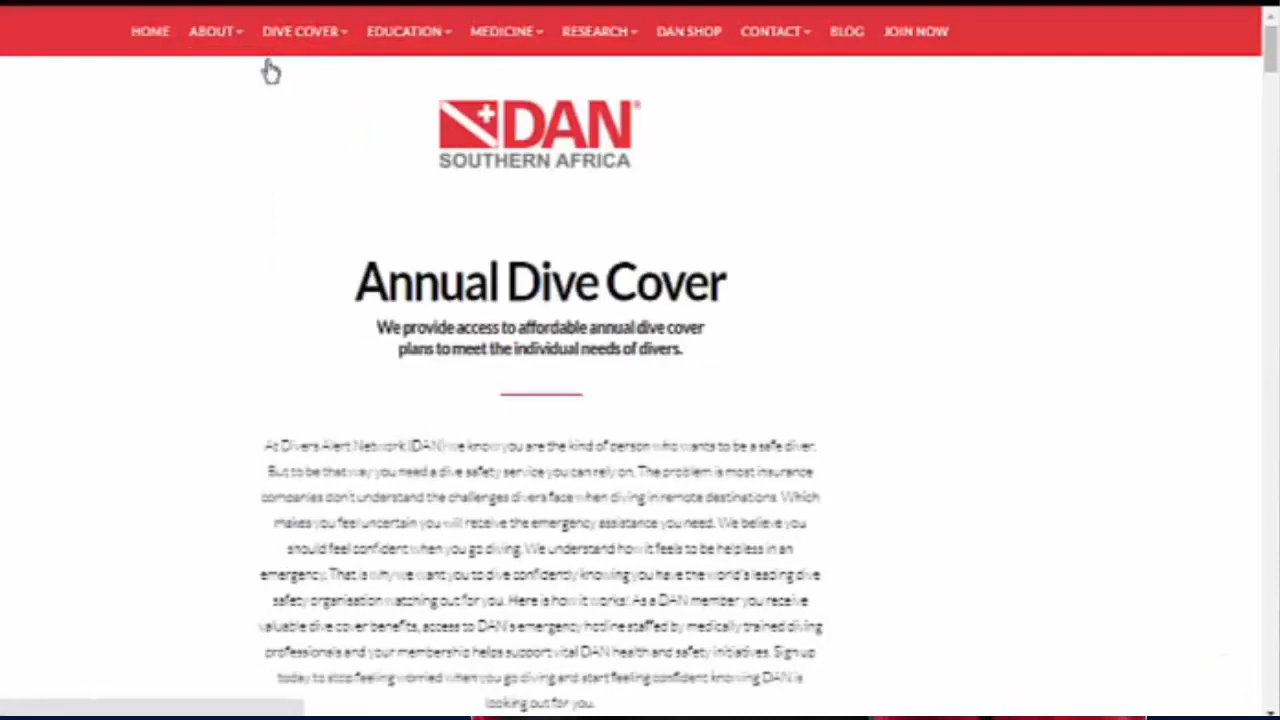 HOME ABOUT DIVE COVER EDUCATION MEDICINE RESEARCH DAN SHOP CONTACT BLOG JOIN NOW
DAN®
SOUTHERN AFRICA
Annual Dive Cover
We provide access to affordable annual dive cover
plans to meet the individual needs of divers.
At Divers Alert Network (DAN) we know you are the kind of person who wants to be a safe diver.
But to be that way you need a dive safety service you can rely on. The problem is most insurance
companies don't understand the challenges divers face when diving in remote destinations. Which
makes you feel uncertain you will receive the emergency assistance you need. We believe you
should feel confident when you go diving. We understand how it feels to be helpless in an
emergency. That is why we want you to dive confidently knowing you have the world's leading dive
safety organisation watching out for you. Here is how it works: As a DAN member you receive
valuable dive cover benefits, access to DAN's emergency hotline staffed by medically trained diving
professionals and your membership helps support vital DAN health and safety initiatives. Sign up
today to stop feeling worried when you go diving and start feeling confident knowing DAN is
looking out for you.